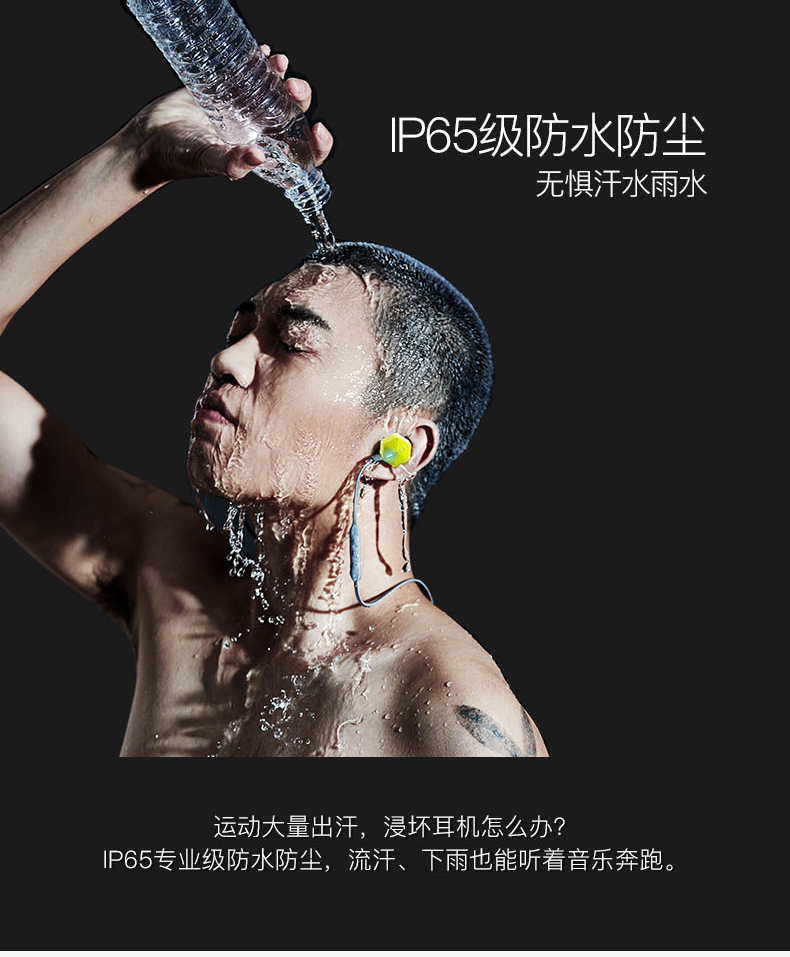 IP65级防水防尘
无惧汗水雨水
运动大量出汗，浸坏耳机怎么办？
IP65专业级防水防尘，流汗、下雨也能听着音乐奔跑。